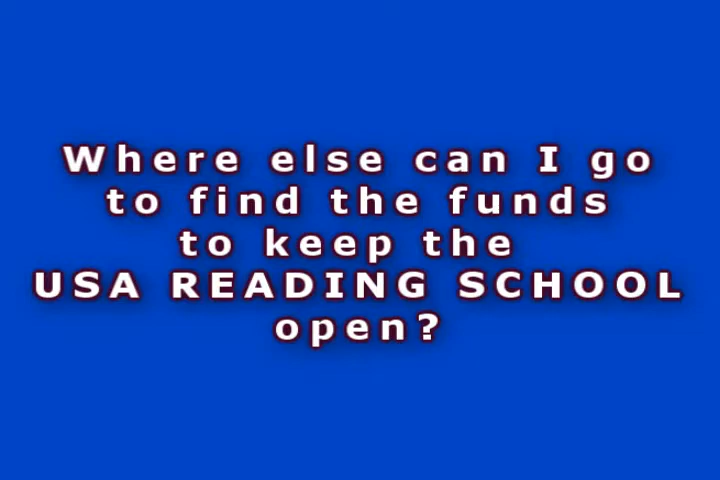 Where else can I go
to find the funds
to keep the
USA READING SCHOOL
open?